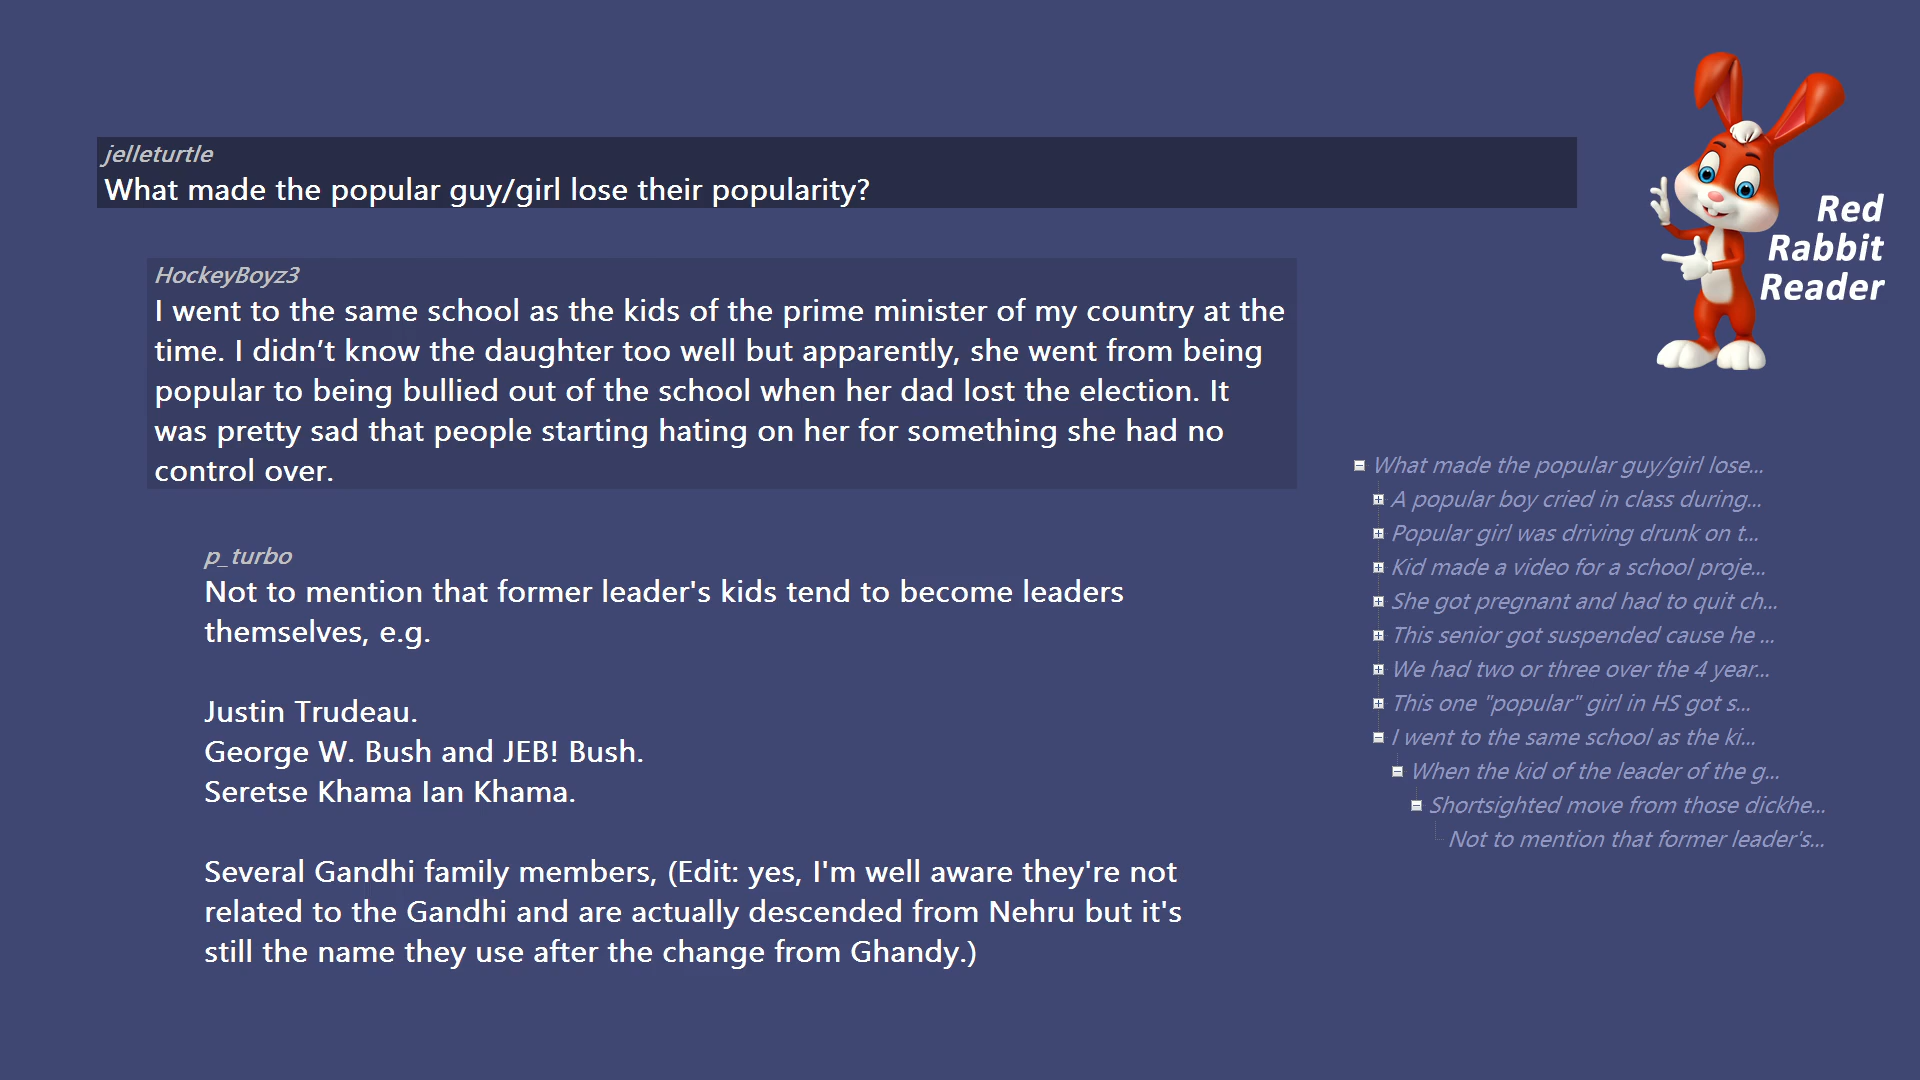 jelleturtle
What made the popular guy/girl lose their popularity?
HockeyBoyz3
I went to the same school as the kids of the prime minister of my country at the
time. I didn’t know the daughter too well but apparently, she went from being
popular to being bullied out of the school when her dad lost the election. It
was pretty sad that people starting hating on her for something she had no
control over.
p_turbo
Not to mention that former leader's kids tend to become leaders
themselves, e.g.
Justin Trudeau.
George W. Bush and JEB! Bush.
Seretse Khama Ian Khama.
Several Gandhi family members, (Edit: yes, I'm well aware they're not
related to the Gandhi and are actually descended from Nehru but it's
still the name they use after the change from Ghandy.)
Red
Rabbit
Reader
What made the popular guy/girl lose...
A popular boy cried in class during...
Popular girl was driving drunk on t...
Kid made a video for a school proje...
She got pregnant and had to quit ch...
This senior got suspended cause he ...
We had two or three over the 4 year...
This one "popular" girl in HS got s...
I went to the same school as the ki...
When the kid of the leader of the g...
Shortsighted move from those dickhe...
Not to mention that former leader's...